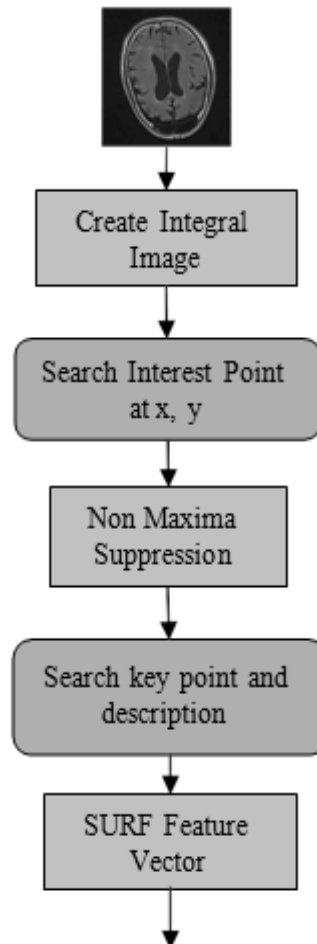 Create Integral
Image
Search Interest Point
at x, y
Non Maxima
Suppression
Search key point and
description
SURF Feature
Vector